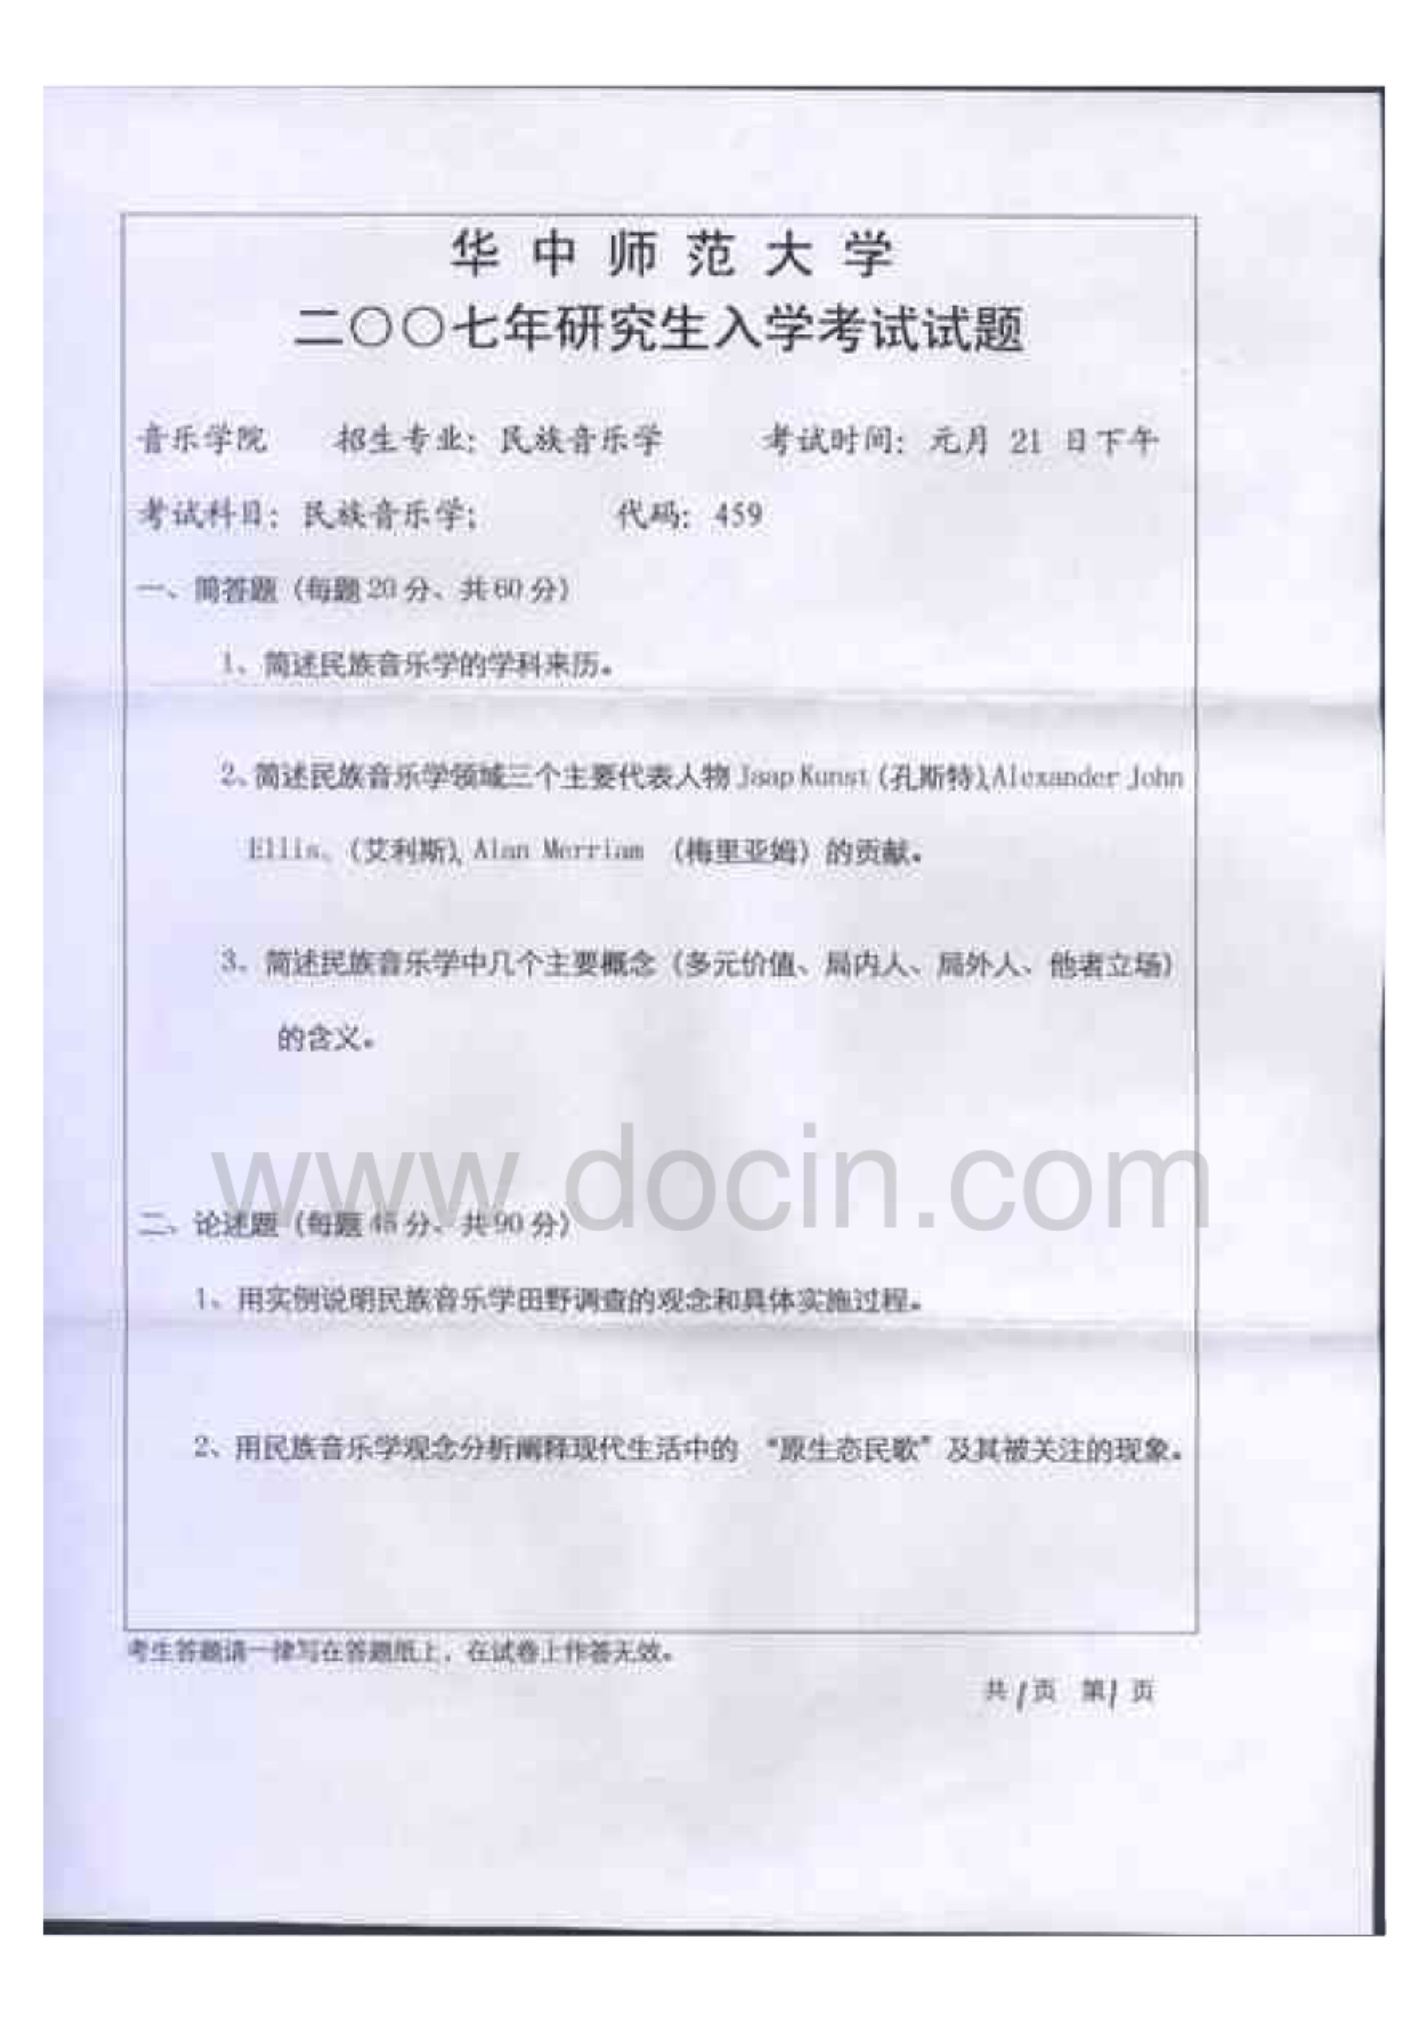 华中师范大学
二〇〇七年研究生入学考试试题
音乐学院 招生专业: 民族音乐学 考试时间: 元月 21 日下午
考试科目: 民族音乐学; 代码: 459
一、简答题（每题20分、共60分）
1、简述民族音乐学的学科来历。
2、简述民族音乐学领域三个主要代表人物 Jaap Kunst (孔斯特)、Alexander John
Ellis、(艾利斯)、Alan Merriam （梅里亚姆）的贡献。
3、简述民族音乐学中几个主要概念（多元价值、局内人、局外人、他者立场）
的含义。
www.docin.com
二、论述题（每题45分、共90分）
1、用实例说明民族音乐学田野调查的观念和具体实施过程。
2、用民族音乐学观念分析阐释现代生活中的 “原生态民歌”及其被关注的现象。
考生答题请一律写在答题纸上，在试卷上作答无效。
共1页 第1页